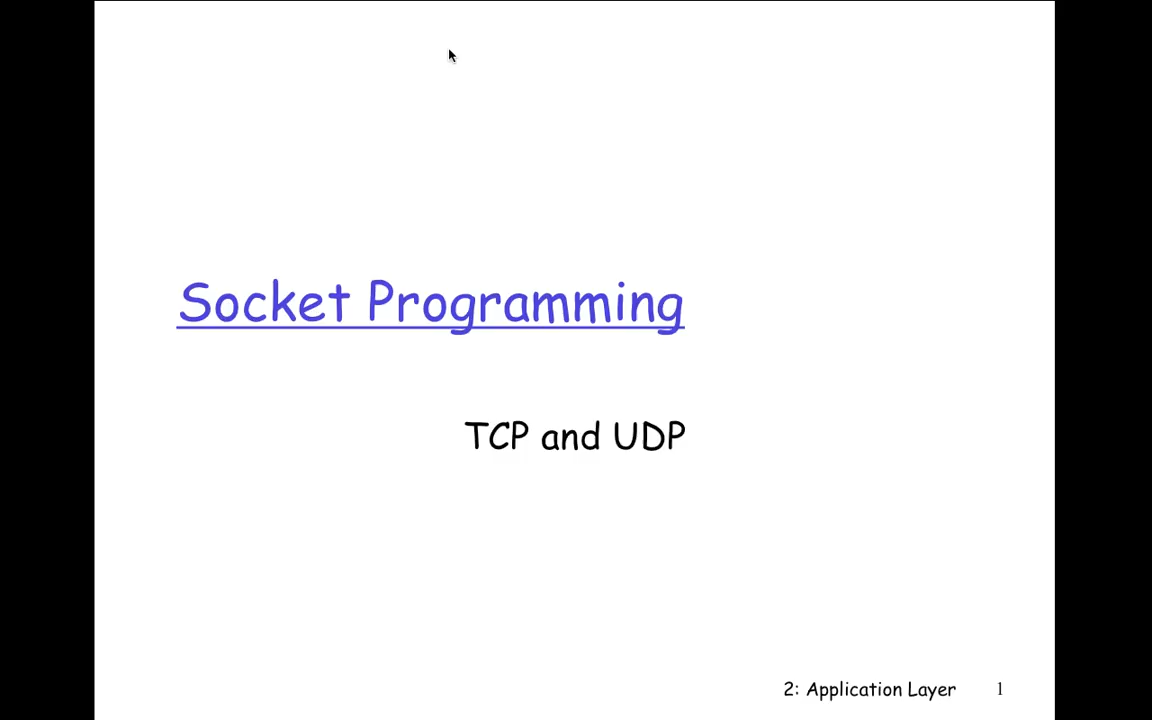 Socket Programming
TCP and UDP
2: Application Layer 1